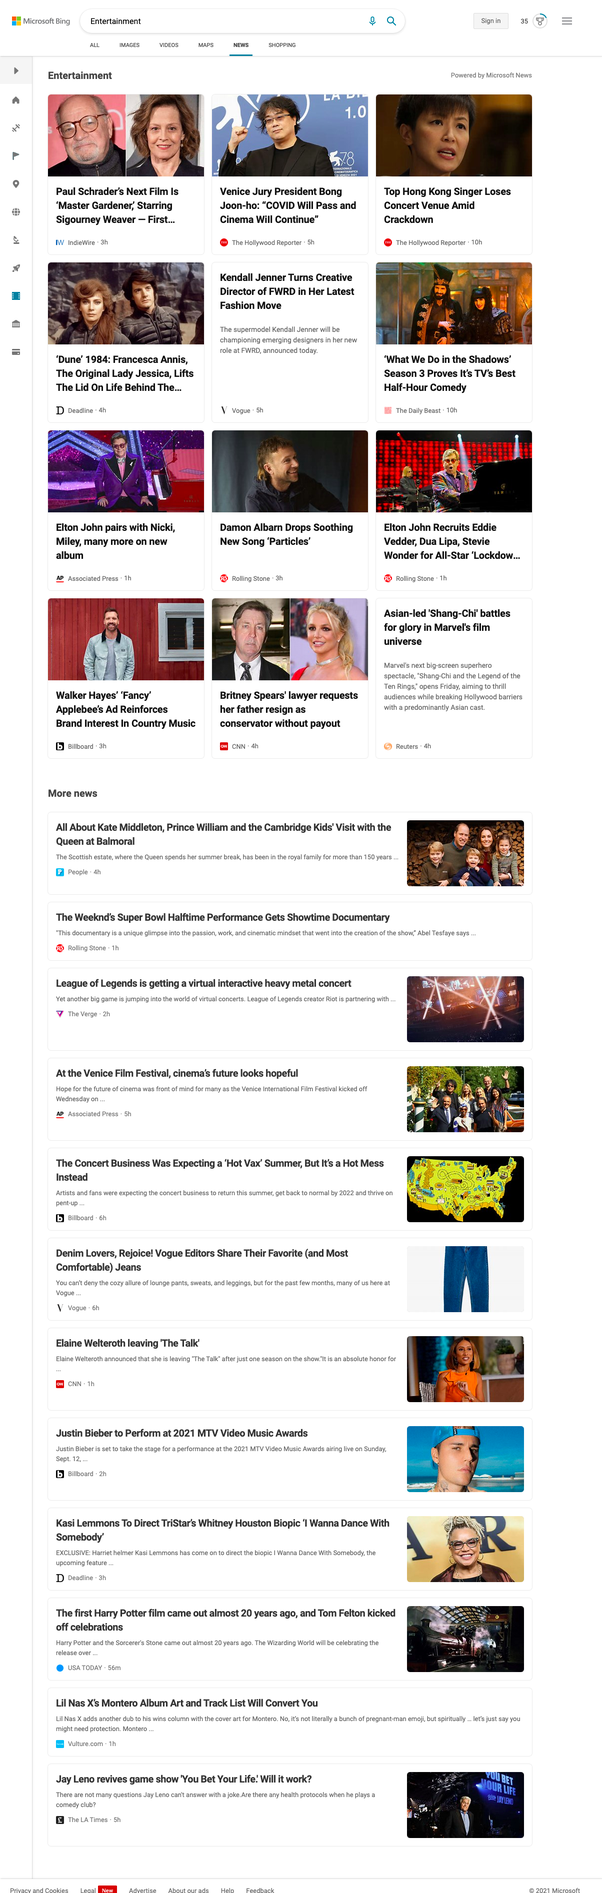 Microsoft Bing
Entertainment
Sign in
35
ALL IMAGES VIDEOS MAPS NEWS SHOPPING
Entertainment
Powered by Microsoft News
LA BI
1.0
78
Paul Schrader's Next Film Is
'Master Gardener,' Starring
Sigourney Weaver — First...
IndieWire · 3h
Venice Jury President Bong
Joon-ho: "COVID Will Pass and
Cinema Will Continue"
The Hollywood Reporter · 5h
Top Hong Kong Singer Loses
Concert Venue Amid
Crackdown
The Hollywood Reporter · 10h
'Dune' 1984: Francesca Annis,
The Original Lady Jessica, Lifts
The Lid On Life Behind The...
Deadline · 4h
Kendall Jenner Turns Creative
Director of FWRD in Her Latest
Fashion Move
The supermodel Kendall Jenner will be
championing emerging designers in her new
role at FWRD, announced today.
Vogue · 5h
'What We Do in the Shadows'
Season 3 Proves It's TV's Best
Half-Hour Comedy
The Daily Beast · 10h
Elton John pairs with Nicki,
Miley, many more on new
album
AP Associated Press · 1h
Damon Albarn Drops Soothing
New Song 'Particles'
Rolling Stone · 3h
Elton John Recruits Eddie
Vedder, Dua Lipa, Stevie
Wonder for All-Star 'Lockdow...
Rolling Stone · 1h
Walker Hayes' 'Fancy'
Applebee's Ad Reinforces
Brand Interest In Country Music
Billboard · 3h
Britney Spears' lawyer requests
her father resign as
conservator without payout
CNN · 4h
Asian-led 'Shang-Chi' battles
for glory in Marvel's film
universe
Marvel's next big-screen superhero
spectacle, "Shang-Chi and the Legend of the
Ten Rings," opens Friday, aiming to thrill
audiences while breaking Hollywood barriers
with a predominantly Asian cast.
Reuters · 4h
More news
All About Kate Middleton, Prince William and the Cambridge Kids' Visit with the
Queen at Balmoral
The Scottish estate, where the Queen spends her summer break, has been in the royal family for more than 150 years ...
People · 4h
The Weeknd's Super Bowl Halftime Performance Gets Showtime Documentary
"This documentary is a unique glimpse into the passion, work, and cinematic mindset that went into the creation of the show," Abel Tesfaye says ...
Rolling Stone · 1h
League of Legends is getting a virtual interactive heavy metal concert
Yet another big game is jumping into the world of virtual concerts. League of Legends creator Riot is partnering with ...
The Verge · 2h
At the Venice Film Festival, cinema's future looks hopeful
Hope for the future of cinema was front of mind for many as the Venice International Film Festival kicked off
Wednesday on ...
AP Associated Press · 5h
The Concert Business Was Expecting a 'Hot Vax' Summer, But It's a Hot Mess
Instead
Artists and fans were expecting the concert business to return this summer, get back to normal by 2022 and thrive on
pent-up ...
Billboard · 6h
Denim Lovers, Rejoice! Vogue Editors Share Their Favorite (and Most
Comfortable) Jeans
You can't deny the cozy allure of lounge pants, sweats, and leggings, but for the past few months, many of us here at
Vogue ...
Vogue · 6h
Elaine Welteroth leaving 'The Talk'
Elaine Welteroth announced that she is leaving "The Talk" after just one season on the show."It is an absolute honor for
...
CNN · 1h
Justin Bieber to Perform at 2021 MTV Video Music Awards
Justin Bieber is set to take the stage for a performance at the 2021 MTV Video Music Awards airing live on Sunday,
Sept. 12, ...
Billboard · 2h
Kasi Lemmons To Direct TriStar's Whitney Houston Biopic 'I Wanna Dance With
Somebody'
EXCLUSIVE: Harriet helmer Kasi Lemmons has come on to direct the biopic I Wanna Dance With Somebody, the
upcoming feature ...
Deadline · 3h
The first Harry Potter film came out almost 20 years ago, and Tom Felton kicked
off celebrations
Harry Potter and the Sorcerer's Stone came out almost 20 years ago. The Wizarding World will be celebrating the
release over ...
USA TODAY · 56m
Lil Nas X's Montero Album Art and Track List Will Convert You
Lil Nas X adds another dub to his wins column with the cover art for Montero. No, it's not literally a bunch of pregnant-man emoji, but spiritually ... let's just say you
might need protection. Montero ...
Vulture.com · 1h
Jay Leno revives game show 'You Bet Your Life.' Will it work?
There are not many questions Jay Leno can't answer with a joke.Are there any health protocols when he plays a
comedy club?
The LA Times · 5h
YOU BET
YOUR LIFE
Privacy and Cookies Legal New Advertise About our ads Help Feedback
© 2021 Microsoft